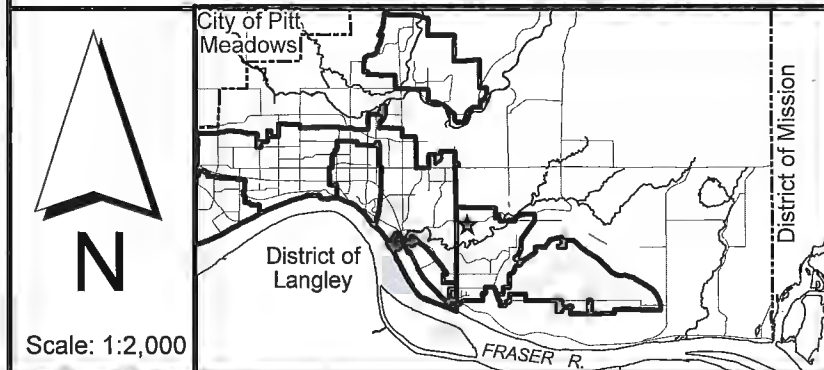 City of Pitt
Meadows
District of Mission
District of
Langley
N
Scale: 1:2,000
FRASER R.